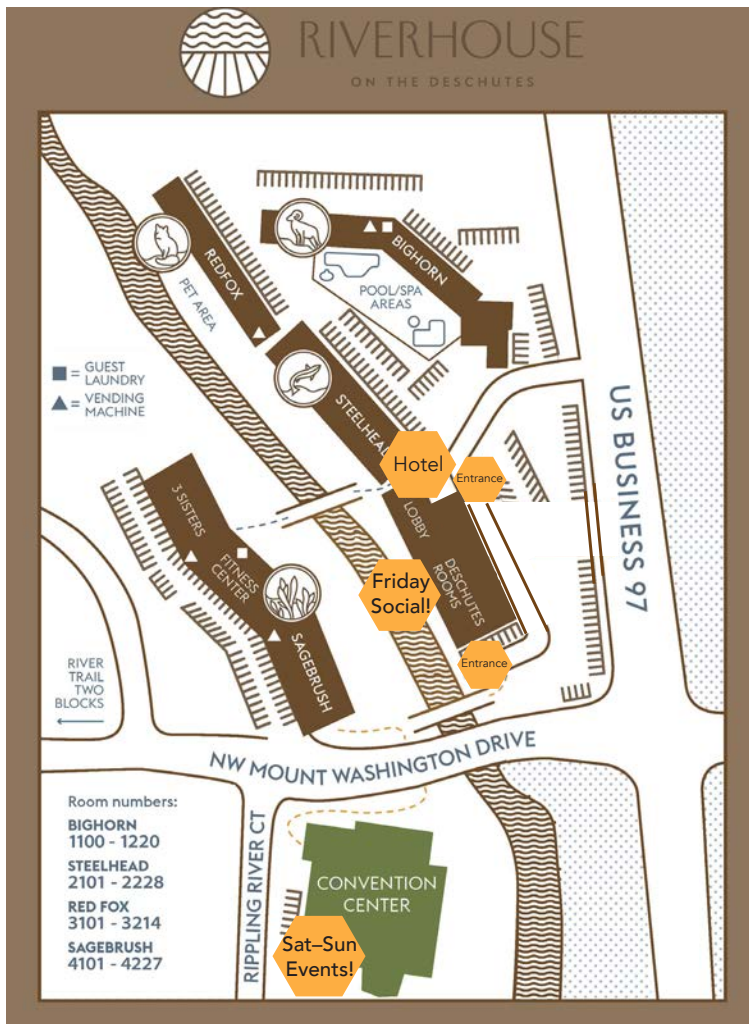 RIVERHOUSE
ON THE DESCHUTES
REDFOX
BIGHORN
PET AREA
POOL/SPA
AREAS
■ = GUEST
LAUNDRY
▲ = VENDING
MACHINE
STEELHEAD
Hotel
Entrance
US BUSINESS 97
3 SISTERS
LOBBY
FITNESS
CENTER
DESCHUTES
ROOMS
Friday
Social!
SAGEBRUSH
Entrance
RIVER
TRAIL
TWO
BLOCKS
NW MOUNT WASHINGTON DRIVE
Room numbers:
BIGHORN
1100 - 1220
STEELHEAD
2101 - 2228
RED FOX
3101 - 3214
SAGEBRUSH
4101 - 4227
RIPPLING RIVER CT
CONVENTION
CENTER
Sat–Sun
Events!